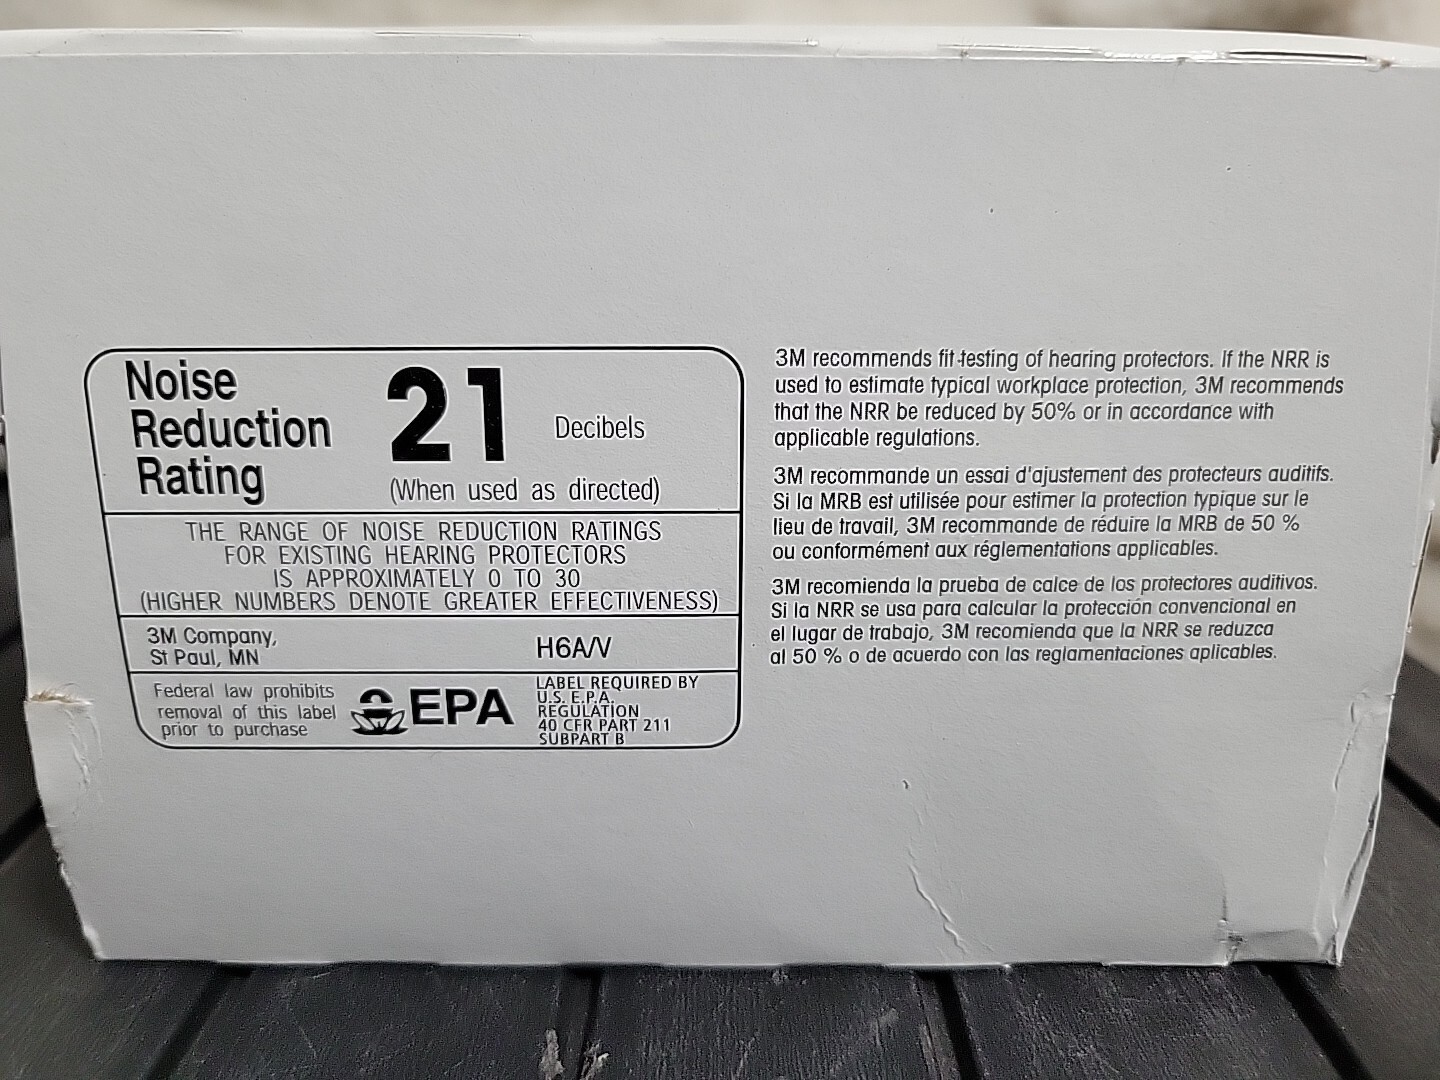 Noise
Reduction
Rating
21
Decibels
(When used as directed)
THE RANGE OF NOISE REDUCTION RATINGS
FOR EXISTING HEARING PROTECTORS
IS APPROXIMATELY 0 TO 30
(HIGHER NUMBERS DENOTE GREATER EFFECTIVENESS)
3M Company,
St Paul, MN
H6A/V
Federal law prohibits
removal of this label
prior to purchase
EPA
LABEL REQUIRED BY
U.S. E.P.A.
REGULATION
40 CFR PART 211
SUBPART B
3M recommends fit-testing of hearing protectors. If the NRR is
used to estimate typical workplace protection, 3M recommends
that the NRR be reduced by 50% or in accordance with
applicable regulations.
3M recommande un essai d'ajustement des protecteurs auditifs.
Si la MRB est utilisée pour estimer la protection typique sur le
lieu de travail, 3M recommande de réduire la MRB de 50 %
ou conformément aux réglementations applicables.
3M recomienda la prueba de calce de los protectores auditivos.
Si la NRR se usa para calcular la protección convencional en
el lugar de trabajo, 3M recomienda que la NRR se reduzca
al 50 % o de acuerdo con las reglamentaciones aplicables.